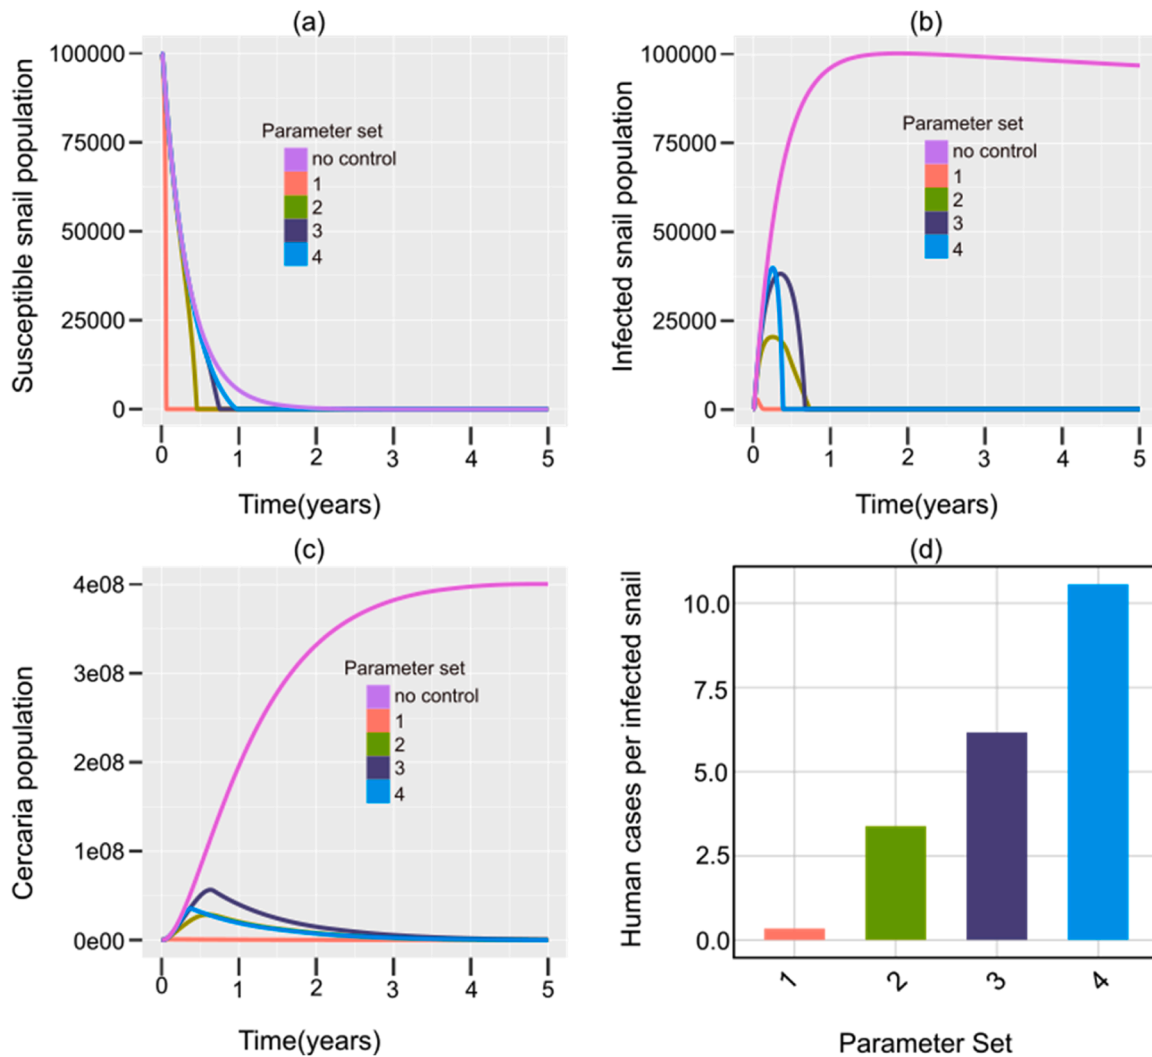 (a)
Susceptible snail population
100000
75000
50000
25000
0
Parameter set
no control
1
2
3
4
0 1 2 3 4 5
Time(years)
(b)
Infected snail population
100000
75000
50000
25000
0
Parameter set
no control
1
2
3
4
0 1 2 3 4 5
Time(years)
(c)
Cercaria population
4e08
3e08
2e08
1e08
0e00
Parameter set
no control
1
2
3
4
0 1 2 3 4 5
Time(years)
(d)
Human cases per infected snail
10.0
7.5
5.0
2.5
0.0
1 2 3 4
Parameter Set